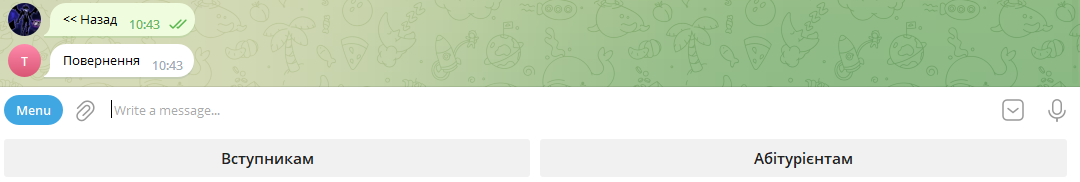 << Назад 10:43
T
Повернення 10:43
Menu Write a message...
Вступникам Абітурієнтам